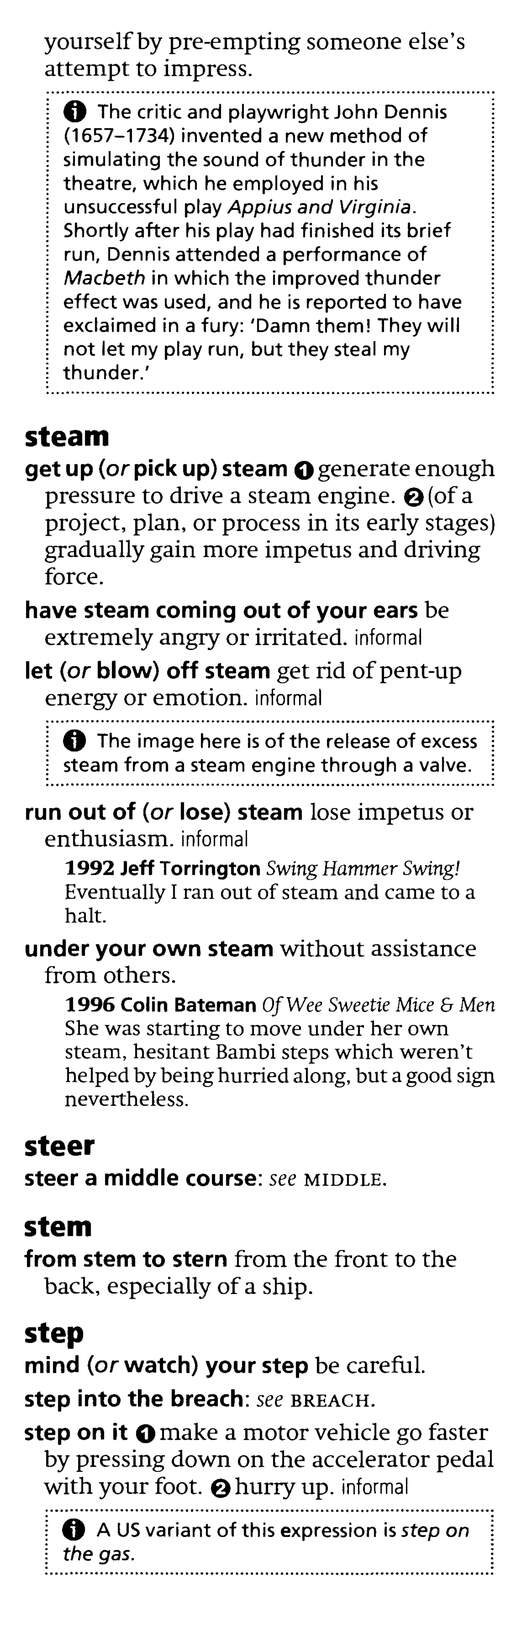 yourself by pre-empting someone else's
attempt to impress.
ℹ The critic and playwright John Dennis
(1657–1734) invented a new method of
simulating the sound of thunder in the
theatre, which he employed in his
unsuccessful play Appius and Virginia.
Shortly after his play had finished its brief
run, Dennis attended a performance of
Macbeth in which the improved thunder
effect was used, and he is reported to have
exclaimed in a fury: 'Damn them! They will
not let my play run, but they steal my
thunder.'
steam
get up (or pick up) steam ❶ generate enough
pressure to drive a steam engine. ❷ (of a
project, plan, or process in its early stages)
gradually gain more impetus and driving
force.
have steam coming out of your ears be
extremely angry or irritated. informal
let (or blow) off steam get rid of pent-up
energy or emotion. informal
ℹ The image here is of the release of excess
steam from a steam engine through a valve.
run out of (or lose) steam lose impetus or
enthusiasm. informal
1992 Jeff Torrington Swing Hammer Swing!
Eventually I ran out of steam and came to a
halt.
under your own steam without assistance
from others.
1996 Colin Bateman Of Wee Sweetie Mice & Men
She was starting to move under her own
steam, hesitant Bambi steps which weren't
helped by being hurried along, but a good sign
nevertheless.
steer
steer a middle course: see MIDDLE.
stem
from stem to stern from the front to the
back, especially of a ship.
step
mind (or watch) your step be careful.
step into the breach: see BREACH.
step on it ❶ make a motor vehicle go faster
by pressing down on the accelerator pedal
with your foot. ❷ hurry up. informal
ℹ A US variant of this expression is step on
the gas.